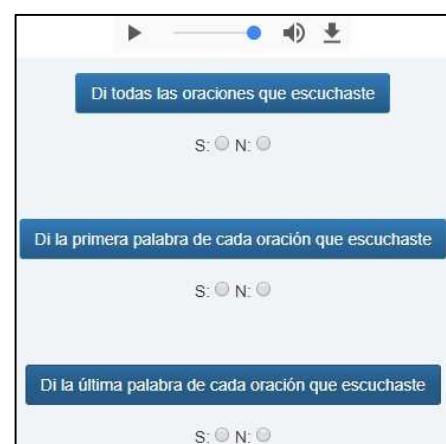 Di todas las oraciones que escuchaste
S: N:
Di la primera palabra de cada oración que escuchaste
S: N:
Di la última palabra de cada oración que escuchaste
S: N: